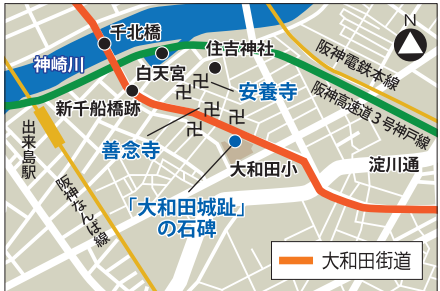 千北橋
N
神崎川
白天宮
住吉神社
阪神電鉄本線
安養寺
阪神高速道3号神戸線
新千船橋跡
出来島駅
善念寺
大和田小
淀川通
阪神なんば線
「大和田城趾」
の石碑
大和田街道